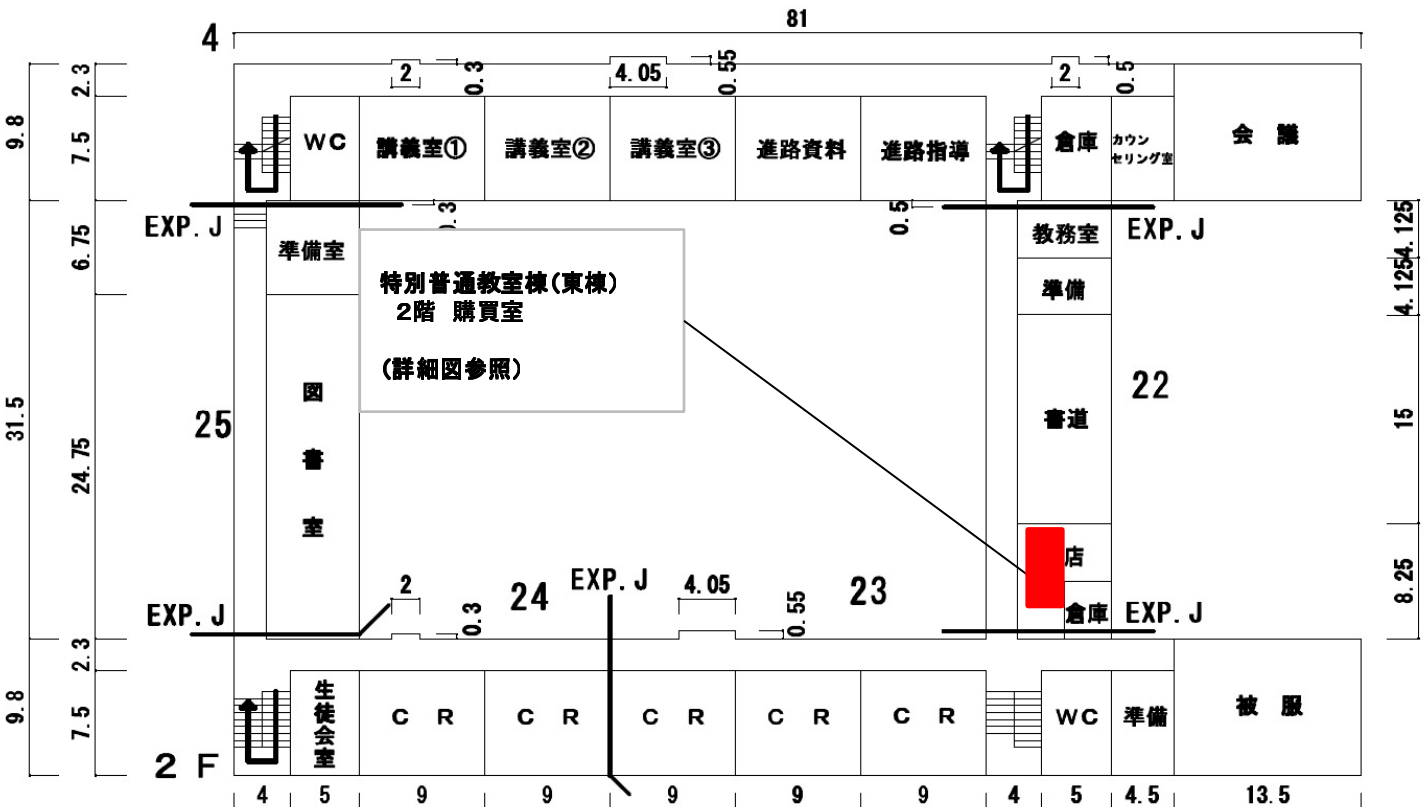 81
4
2
0.3
4.05
0.55
2
0.5
2.3
9.8
7.5
WC
講義室①
講義室②
講義室③
進路資料
進路指導
倉庫
カウン
セリング室
会 議
EXP.J
0.3
0.5
EXP.J
4.125
6.75
準備室
教務室
特別普通教室棟(東棟)
2階 購買室
(詳細図参照)
準備
4.125
図
書
室
25
22
31.5
書道
15
24.75
店
8.25
EXP.J
2
0.3
24
EXP.J
4.05
0.55
23
倉庫
EXP.J
2.3
9.8
7.5
生
徒
会
室
C R
C R
C R
C R
C R
WC
準備
被 服
2 F
4
5
9
9
9
9
9
4
5
4.5
13.5